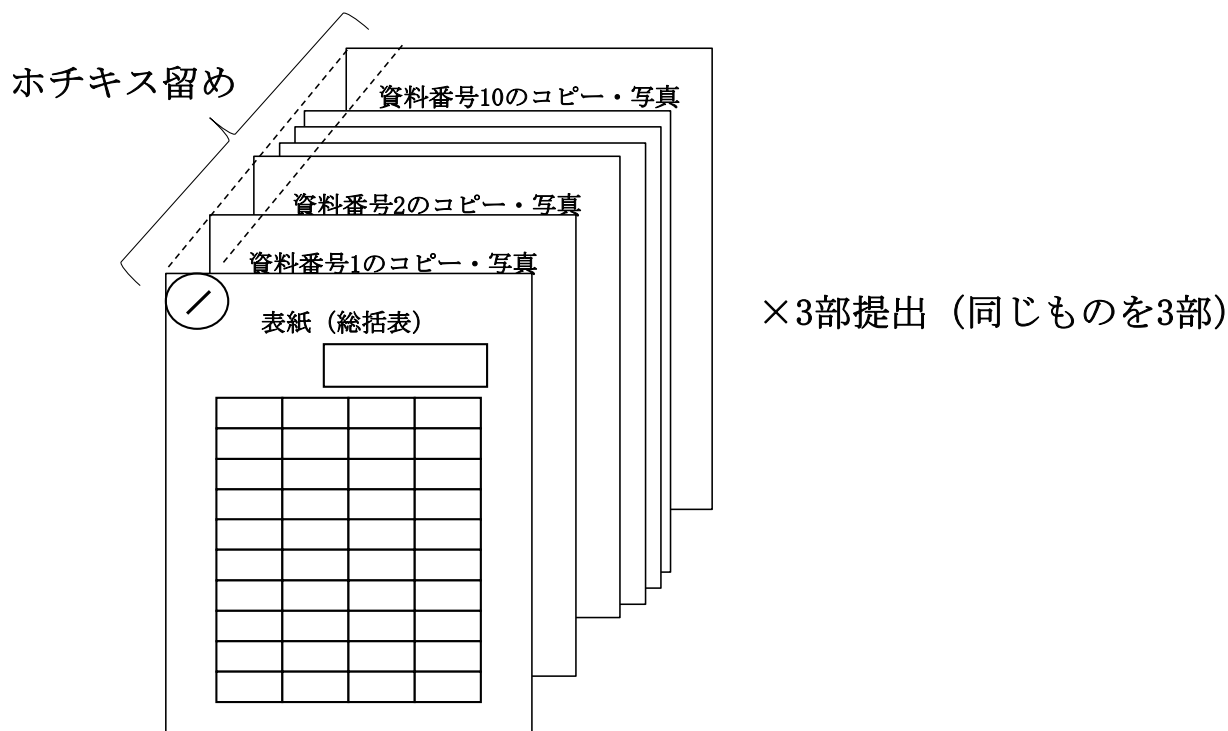 ホチキス留め
資料番号10のコピー・写真
資料番号2のコピー・写真
資料番号1のコピー・写真
表紙（総括表）
×3部提出（同じものを3部）